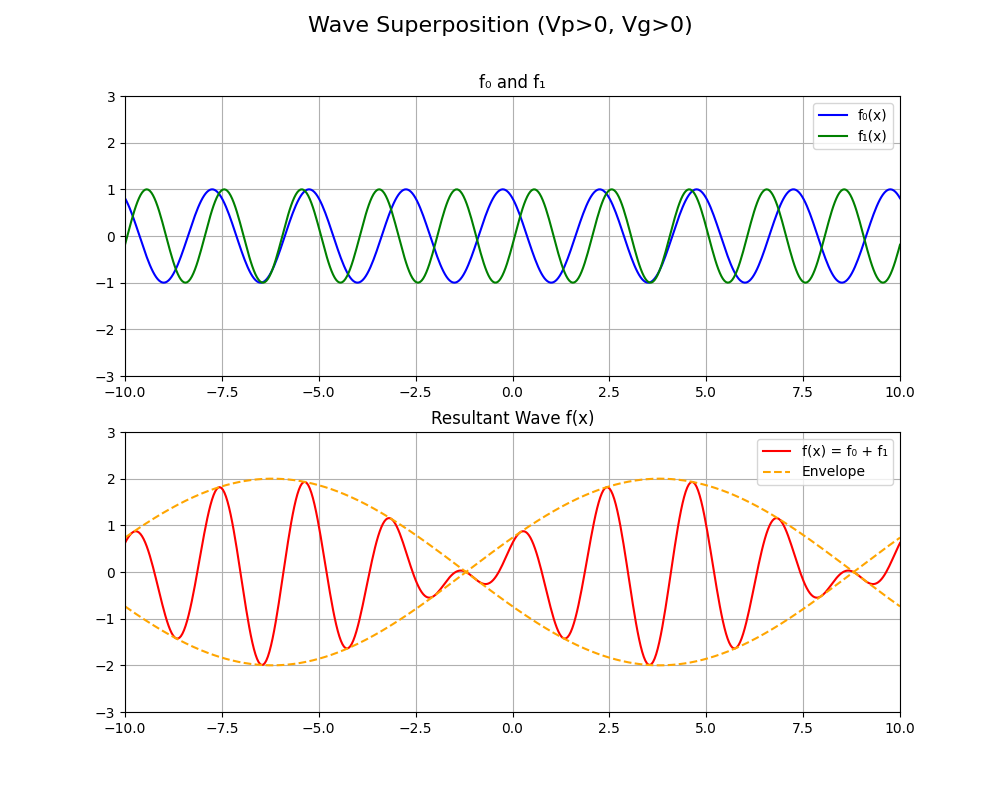 Wave Superposition (Vp>0, Vg>0)
f₀ and f₁
3
2
1
0
−1
−2
−3
f₀(x)
f₁(x)
−10.0 −7.5 −5.0 −2.5 0.0 2.5 5.0 7.5 10.0
Resultant Wave f(x)
3
2
1
0
−1
−2
−3
f(x) = f₀ + f₁
Envelope
−10.0 −7.5 −5.0 −2.5 0.0 2.5 5.0 7.5 10.0